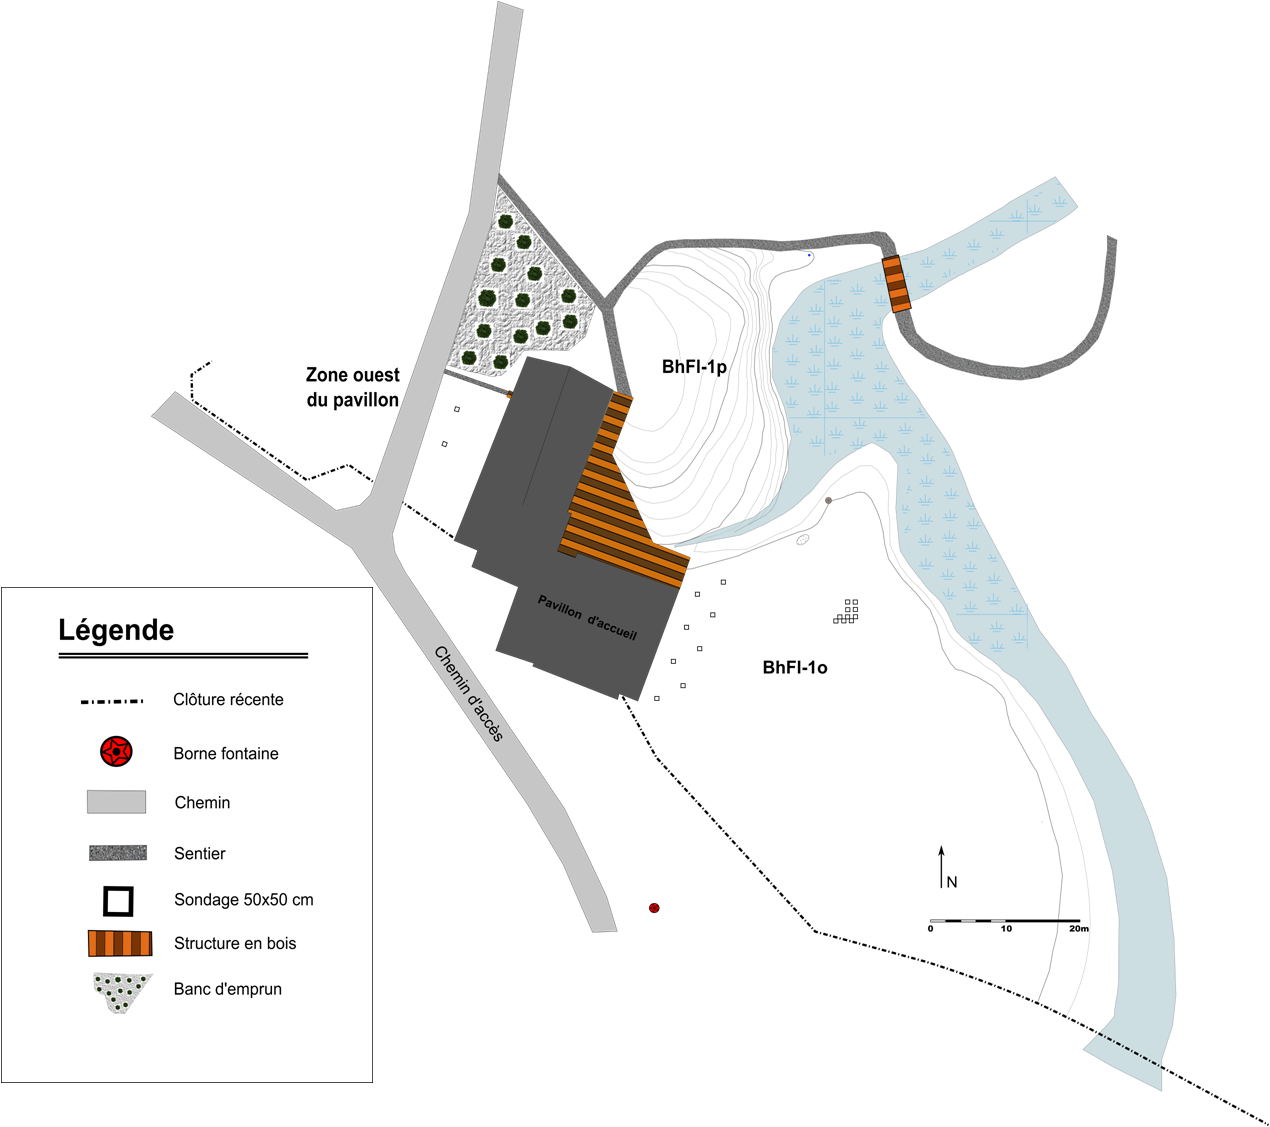 Zone ouest
du pavillon
BhFl-1p
Pavillon d'accueil
BhFl-1o
Chemin d'accès
Légende
Clôture récente
Borne fontaine
Chemin
Sentier
Sondage 50x50 cm
Structure en bois
Banc d'emprun
N
0 10 20m